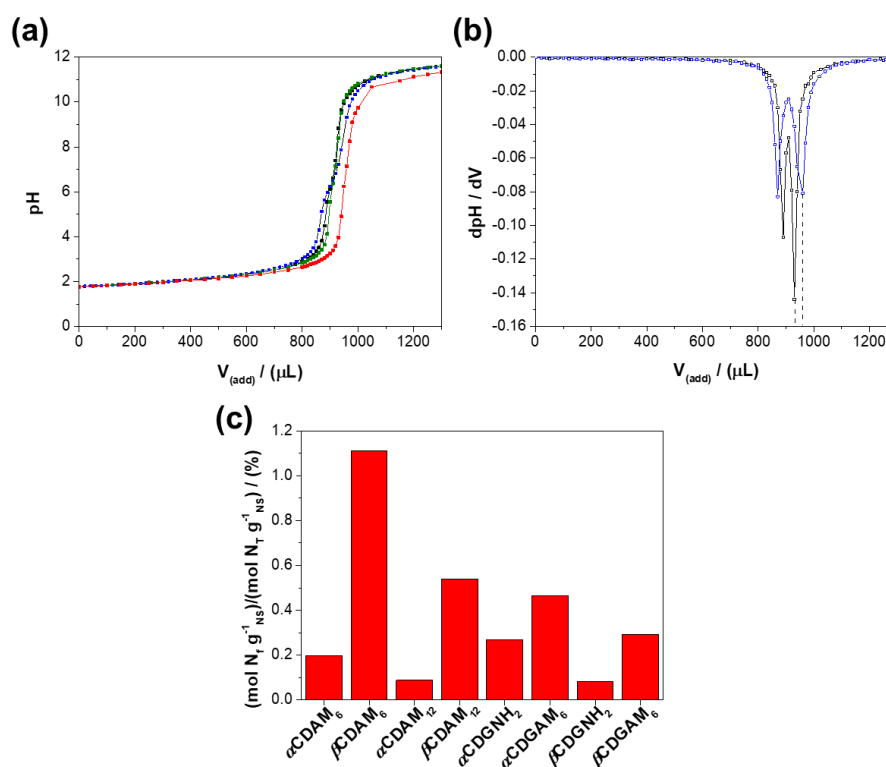 (a)
12
10
8
6
4
2
0
pH
0 200 400 600 800 1000 1200
V(add) / (μL)
(b)
0.00
-0.02
-0.04
-0.06
-0.08
-0.10
-0.12
-0.14
-0.16
dpH / dV
0 200 400 600 800 1000 1200
V(add) / (μL)
(c)
1.2
1.0
0.8
0.6
0.4
0.2
0.0
(mol Nf g⁻¹NS)/(mol NT g⁻¹NS) / (%)
αCDAM₆
βCDAM₆
αCDAM₁₂
βCDAM₁₂
αCDGNH₂
αCDGAM₆
βCDGNH₂
βCDGAM₆